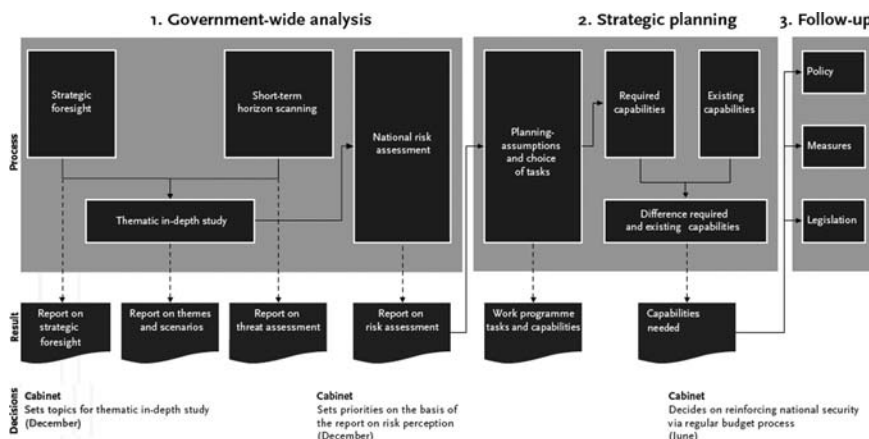 1. Government-wide analysis
2. Strategic planning
3. Follow-up
Process
Strategic
foresight
Short-term
horizon scanning
National risk
assessment
Thematic in-depth study
Planning-
assumptions
and choice
of tasks
Required
capabilities
Existing
capabilities
Difference required
and existing capabilities
Policy
Measures
Legislation
Result
Report on
strategic
foresight
Report on themes
and scenarios
Report on
threat assessment
Report on
risk assessment
Work programme
tasks and capabilities
Capabilities
needed
Decisions
Cabinet
Sets topics for thematic in-depth study
(December)
Cabinet
Sets priorities on the basis of
the report on risk perception
(December)
Cabinet
Decides on reinforcing national security
via regular budget process
(June)